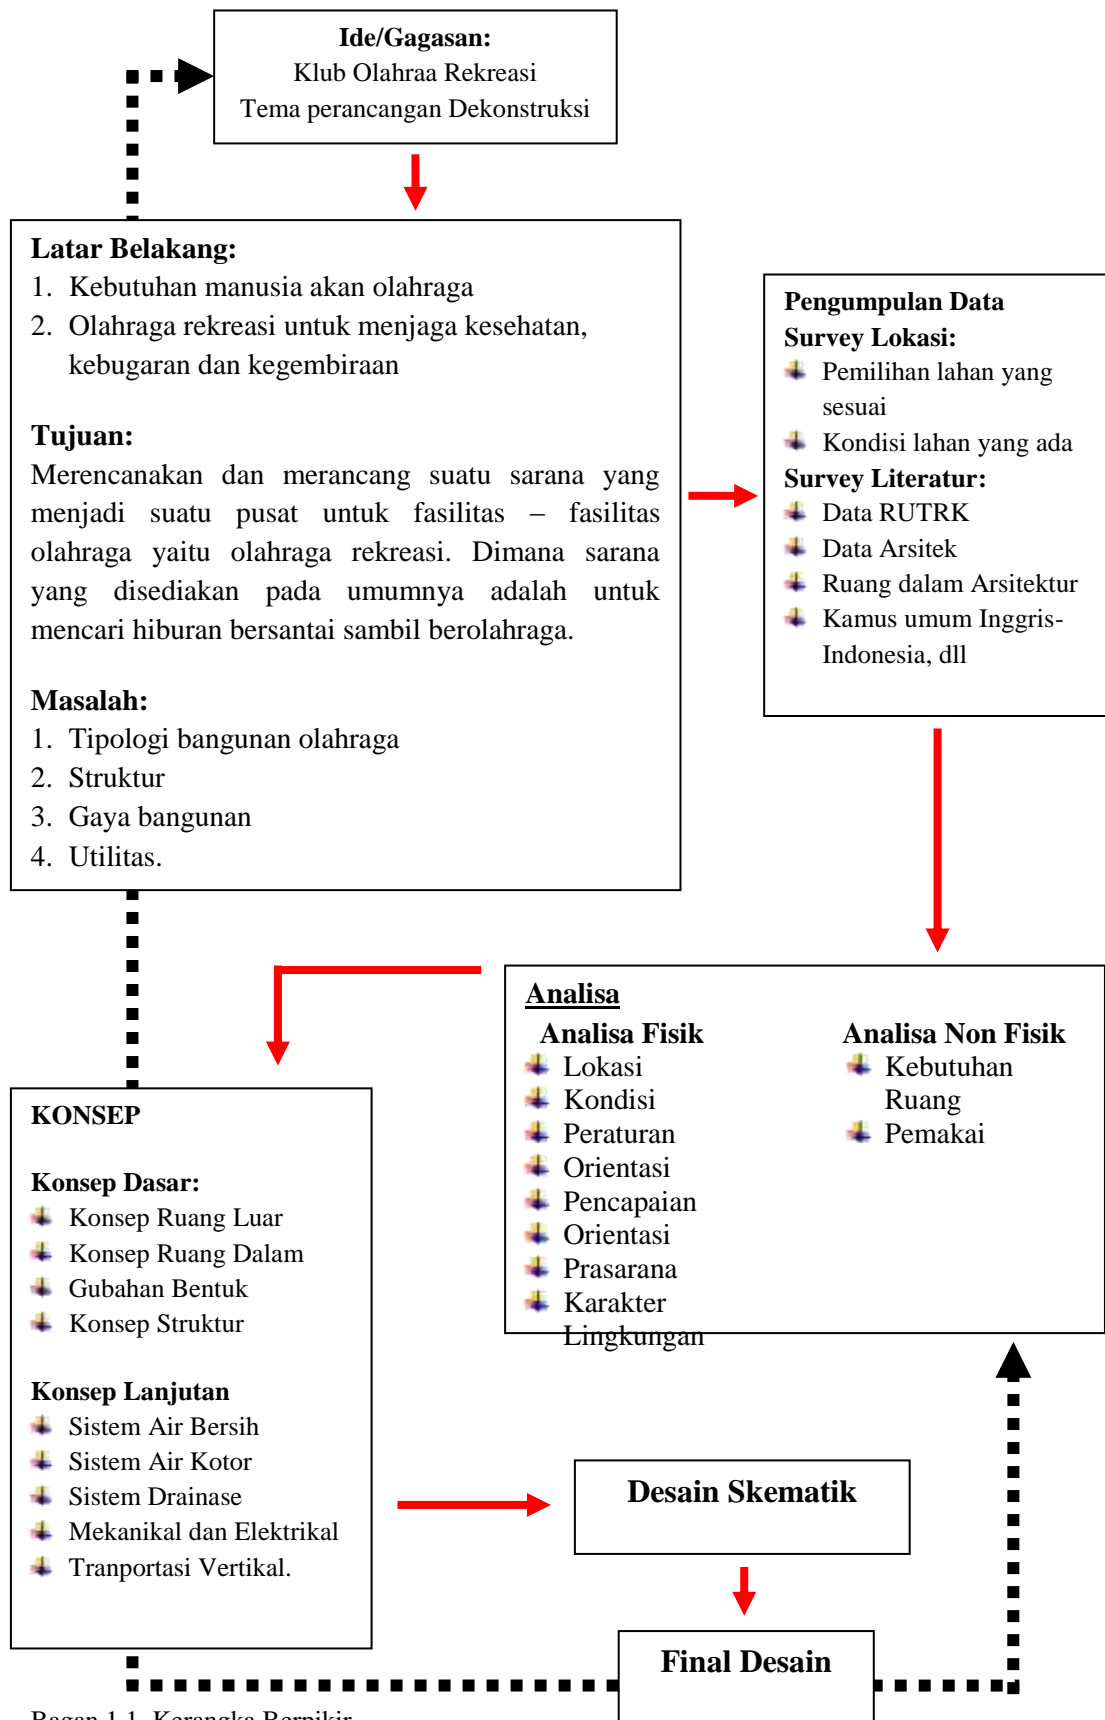 Ide/Gagasan:
Klub Olahraa Rekreasi
Tema perancangan Dekonstruksi
Latar Belakang:
1. Kebutuhan manusia akan olahraga
2. Olahraga rekreasi untuk menjaga kesehatan,
kebugaran dan kegembiraan
Tujuan:
Merencanakan dan merancang suatu sarana yang
menjadi suatu pusat untuk fasilitas – fasilitas
olahraga yaitu olahraga rekreasi. Dimana sarana
yang disediakan pada umumnya adalah untuk
mencari hiburan bersantai sambil berolahraga.
Masalah:
1. Tipologi bangunan olahraga
2. Struktur
3. Gaya bangunan
4. Utilitas.
Pengumpulan Data
Survey Lokasi:
Pemilihan lahan yang
sesuai
Kondisi lahan yang ada
Survey Literatur:
Data RUTRK
Data Arsitek
Ruang dalam Arsitektur
Kamus umum Inggris-
Indonesia, dll
Analisa
Analisa Fisik
Lokasi
Kondisi
Peraturan
Orientasi
Pencapaian
Orientasi
Prasarana
Karakter
Lingkungan
Analisa Non Fisik
Kebutuhan
Ruang
Pemakai
KONSEP
Konsep Dasar:
Konsep Ruang Luar
Konsep Ruang Dalam
Gubahan Bentuk
Konsep Struktur
Konsep Lanjutan
Sistem Air Bersih
Sistem Air Kotor
Sistem Drainase
Mekanikal dan Elektrikal
Tranportasi Vertikal.
Desain Skematik
Final Desain
Bagan 1.1. Kerangka Berpikir